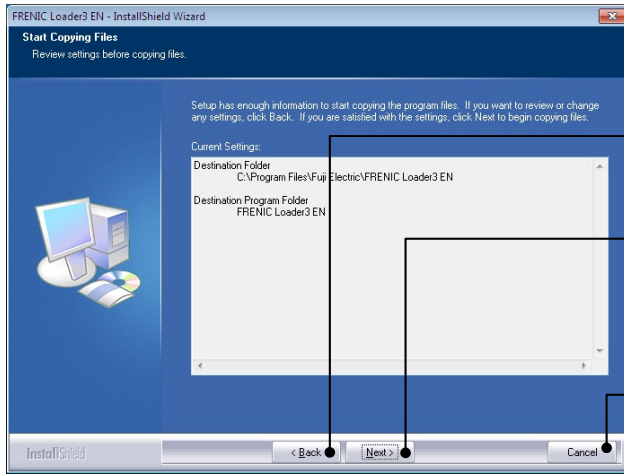 FRENIC Loader3 EN - InstallShield Wizard
Start Copying Files
Review settings before copying files.
Setup has enough information to start copying the program files. If you want to review or change
any settings, click Back. If you are satisfied with the settings, click Next to begin copying files.
Current Settings:
Destination Folder
C:\Program Files\Fuji Electric\FRENIC Loader3 EN
Destination Program Folder
FRENIC Loader3 EN
InstallShield
< Back
Next >
Cancel